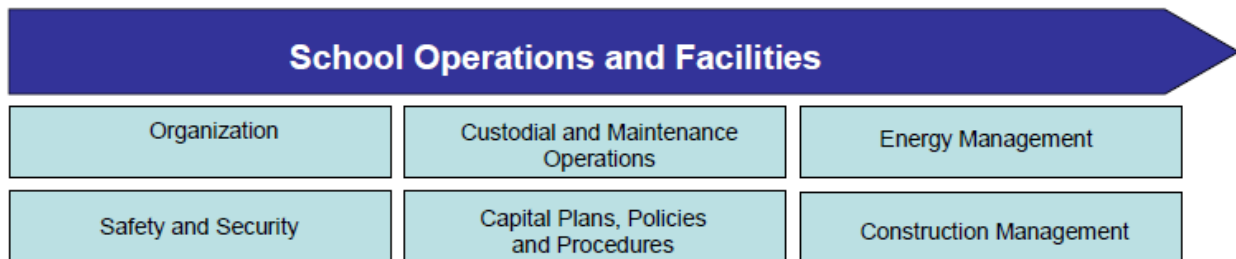 School Operations and Facilities
Organization
Custodial and Maintenance
Operations
Energy Management
Safety and Security
Capital Plans, Policies
and Procedures
Construction Management